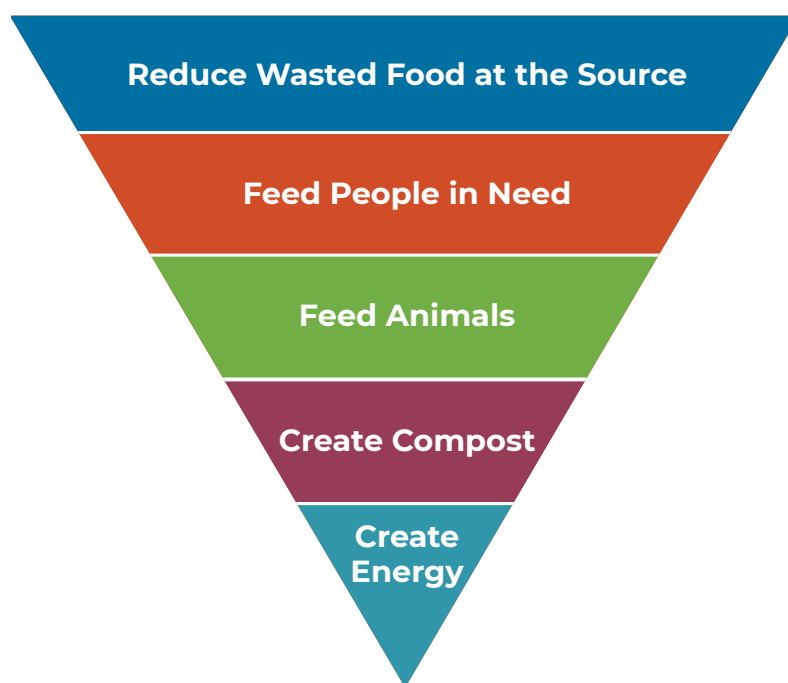 Reduce Wasted Food at the Source
Feed People in Need
Feed Animals
Create Compost
Create
Energy